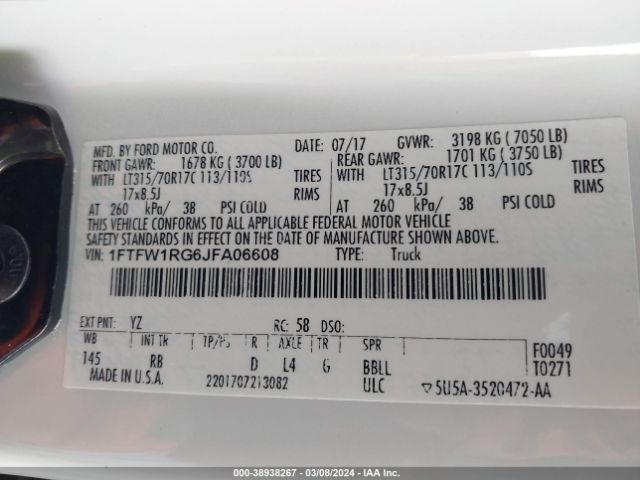 MFD. BY FORD MOTOR CO.
DATE: 07/17 GVWR: 3198 KG ( 7050 LB)
FRONT GAWR: 1678 KG ( 3700 LB) REAR GAWR: 1701 KG ( 3750 LB)
WITH LT315/70R17C 113/110S TIRES WITH LT315/70R17C 113/110S TIRES
17x8.5J RIMS 17x8.5J RIMS
AT 260 kPa/ 38 PSI COLD AT 260 kPa/ 38 PSI COLD
THIS VEHICLE CONFORMS TO ALL APPLICABLE FEDERAL MOTOR VEHICLE
SAFETY STANDARDS IN EFFECT ON THE DATE OF MANUFACTURE SHOWN ABOVE.
VIN: 1FTFW1RG6JFA06608 TYPE: Truck
EXT PNT: YZ RC: 58 DSO:
WB INT TR TP/PS R AXLE TR SPR
145 RB D L4 G BBLL
F0049
T0271
MADE IN U.S.A. 2201707213082 ULC 5U5A-3520472-AA
000-38938267 - 03/08/2024 - IAA Inc.